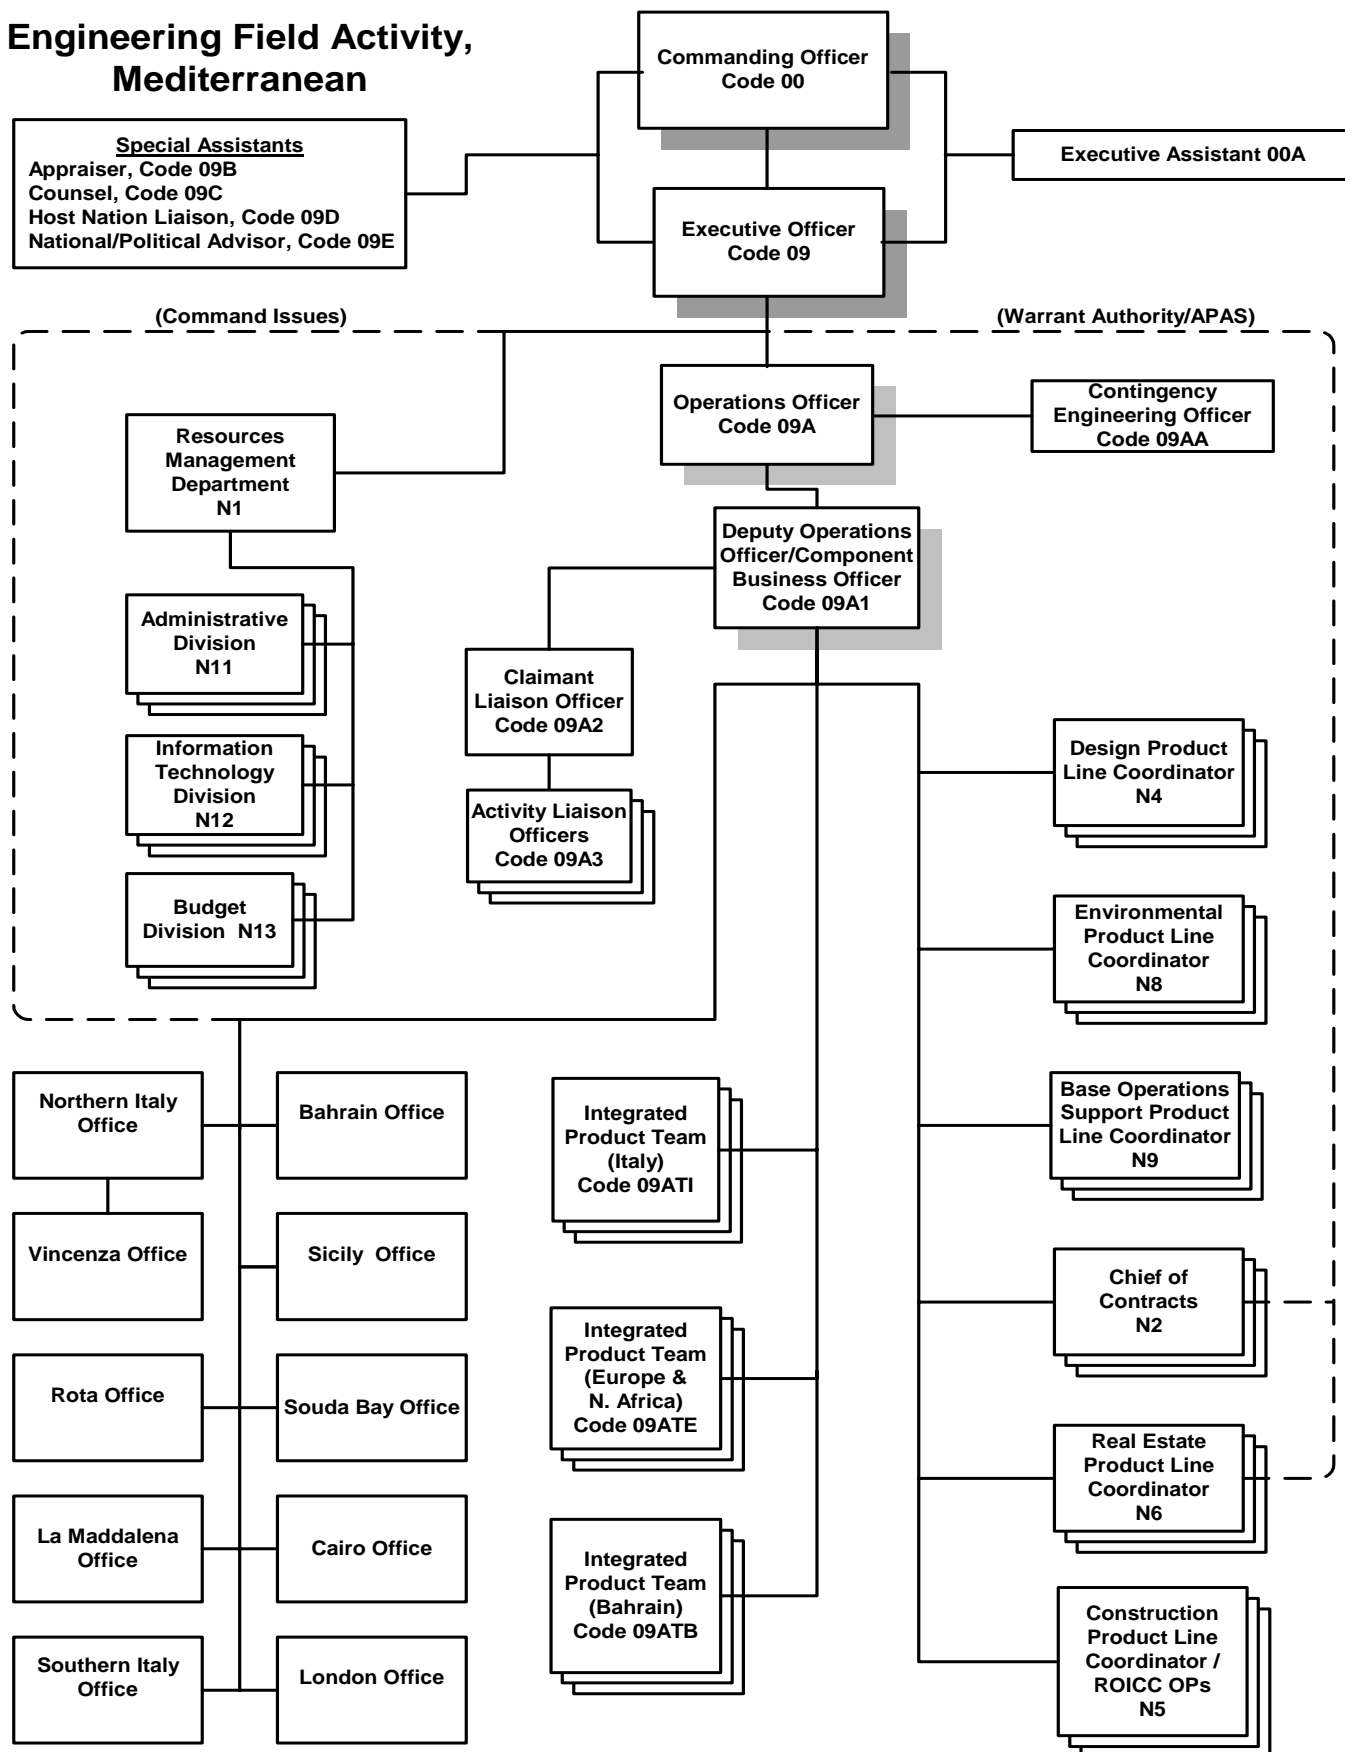 Engineering Field Activity,
Mediterranean
Commanding Officer
Code 00
Special Assistants
Appraiser, Code 09B
Counsel, Code 09C
Host Nation Liaison, Code 09D
National/Political Advisor, Code 09E
Executive Assistant 00A
Executive Officer
Code 09
(Command Issues)
(Warrant Authority/APAS)
Operations Officer
Code 09A
Contingency
Engineering Officer
Code 09AA
Resources
Management
Department
N1
Deputy Operations
Officer/Component
Business Officer
Code 09A1
Administrative
Division
N11
Claimant
Liaison Officer
Code 09A2
Information
Technology
Division
N12
Activity Liaison
Officers
Code 09A3
Budget
Division N13
Design Product
Line Coordinator
N4
Environmental
Product Line
Coordinator
N8
Base Operations
Support Product
Line Coordinator
N9
Chief of
Contracts
N2
Real Estate
Product Line
Coordinator
N6
Construction
Product Line
Coordinator /
ROICC OPs
N5
Integrated
Product Team
(Italy)
Code 09ATI
Integrated
Product Team
(Europe &
N. Africa)
Code 09ATE
Integrated
Product Team
(Bahrain)
Code 09ATB
Northern Italy
Office
Bahrain Office
Vincenza Office
Sicily Office
Rota Office
Souda Bay Office
La Maddalena
Office
Cairo Office
Southern Italy
Office
London Office